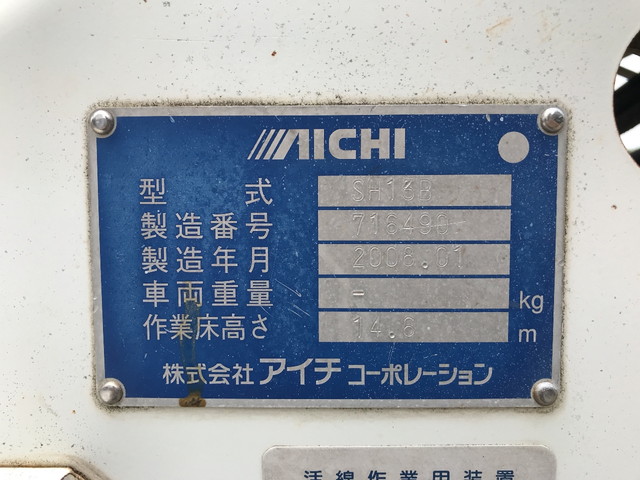 AICHI
型式 SH13B
製造番号 716490
製造年月 2008.01
車両重量 - kg
作業床高さ 14.6 m
株式会社アイチコーポレーション
活線作業用装置